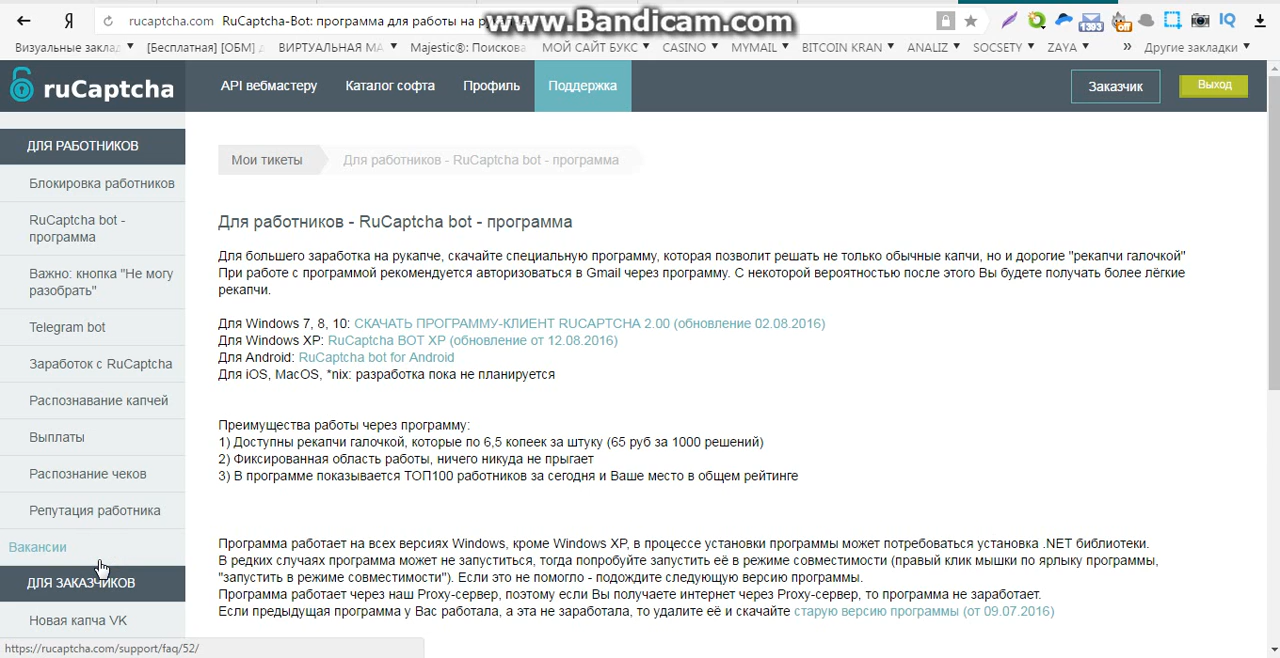 Я rucaptcha.com RuCaptcha-Bot: программа для работы на
www.Bandicam.com
1393 off IQ
Визуальные заклад [Бесплатная] [ОБМ] ВИРТУАЛЬНАЯ МА Majestic®: Поискова МОЙ САЙТ БУКС CASINO MYMAIL BITCOIN KRAN ANALIZ SOCSETY ZAYA » Другие закладки
ruCaptcha API вебмастеру Каталог софта Профиль Поддержка Заказчик Выход
ДЛЯ РАБОТНИКОВ
Блокировка работников
RuCaptcha bot -
программа
Важно: кнопка "Не могу
разобрать"
Telegram bot
Заработок с RuCaptcha
Распознавание капчей
Выплаты
Распознание чеков
Репутация работника
Вакансии
ДЛЯ ЗАКАЗЧИКОВ
Новая капча VK
Мои тикеты Для работников - RuCaptcha bot - программа
Для работников - RuCaptcha bot - программа
Для большего заработка на рукапче, скачайте специальную программу, которая позволит решать не только обычные капчи, но и дорогие "рекапчи галочкой"
При работе с программой рекомендуется авторизоваться в Gmail через программу. С некоторой вероятностью после этого Вы будете получать более лёгкие
рекапчи.
Для Windows 7, 8, 10: СКАЧАТЬ ПРОГРАММУ-КЛИЕНТ RUCAPTCHA 2.00 (обновление 02.08.2016)
Для Windows XP: RuCaptcha BOT XP (обновление от 12.08.2016)
Для Android: RuCaptcha bot for Android
Для iOS, MacOS, *nix: разработка пока не планируется
Преимущества работы через программу:
1) Доступны рекапчи галочкой, которые по 6,5 копеек за штуку (65 руб за 1000 решений)
2) Фиксированная область работы, ничего никуда не прыгает
3) В программе показывается ТОП100 работников за сегодня и Ваше место в общем рейтинге
Программа работает на всех версиях Windows, кроме Windows XP, в процессе установки программы может потребоваться установка .NET библиотеки.
В редких случаях программа может не запуститься, тогда попробуйте запустить её в режиме совместимости (правый клик мышки по ярлыку программы,
"запустить в режиме совместимости"). Если это не помогло - подождите следующую версию программы.
Программа работает через наш Proxy-сервер, поэтому если Вы получаете интернет через Proxy-сервер, то программа не заработает.
Если предыдущая программа у Вас работала, а эта не заработала, то удалите её и скачайте старую версию программы (от 09.07.2016)
https://rucaptcha.com/support/faq/52/